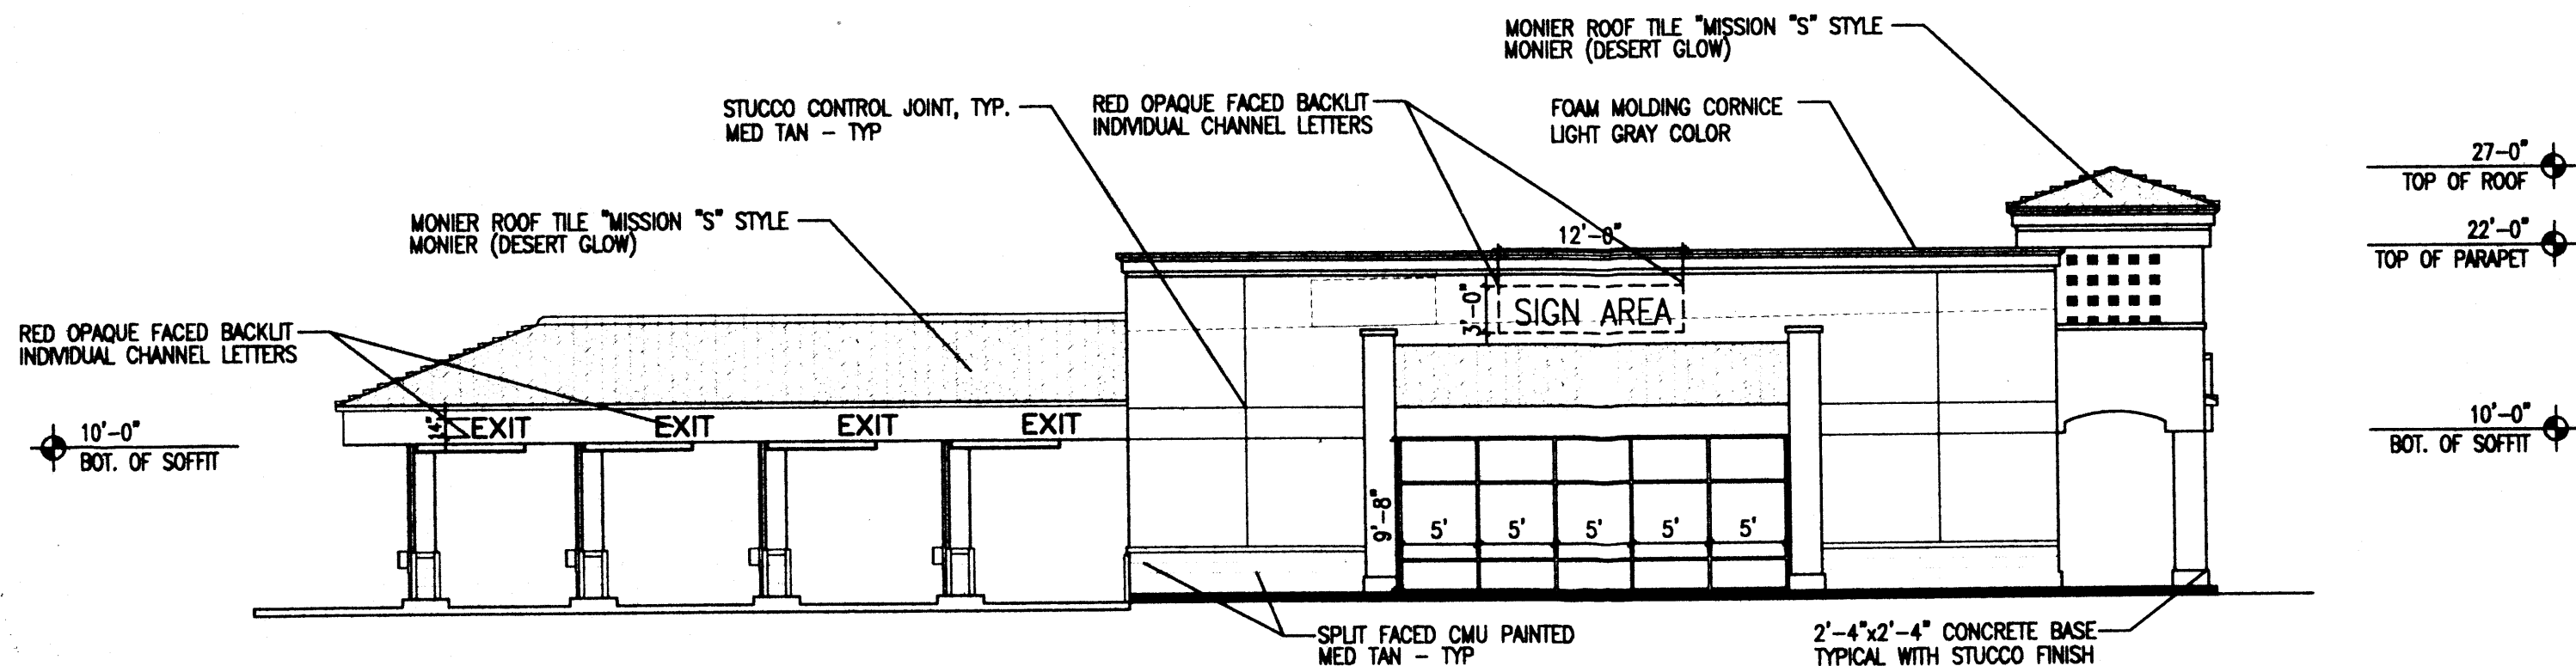 MONIER ROOF TILE "MISSION "S" STYLE
MONIER (DESERT GLOW)
STUCCO CONTROL JOINT, TYP.
MED TAN - TYP
RED OPAQUE FACED BACKLIT
INDIVIDUAL CHANNEL LETTERS
FOAM MOLDING CORNICE
LIGHT GRAY COLOR
27-0"
TOP OF ROOF
MONIER ROOF TILE "MISSION "S" STYLE
MONIER (DESERT GLOW)
12'-0"
22'-0"
TOP OF PARAPET
3'-0"
SIGN AREA
RED OPAQUE FACED BACKLIT
INDIVIDUAL CHANNEL LETTERS
14"
EXIT EXIT EXIT EXIT
10'-0"
BOT. OF SOFFIT
10'-0"
BOT. OF SOFFIT
9'-8"
5' 5' 5' 5' 5'
SPLIT FACED CMU PAINTED
MED TAN - TYP
2'-4"x2'-4" CONCRETE BASE
TYPICAL WITH STUCCO FINISH